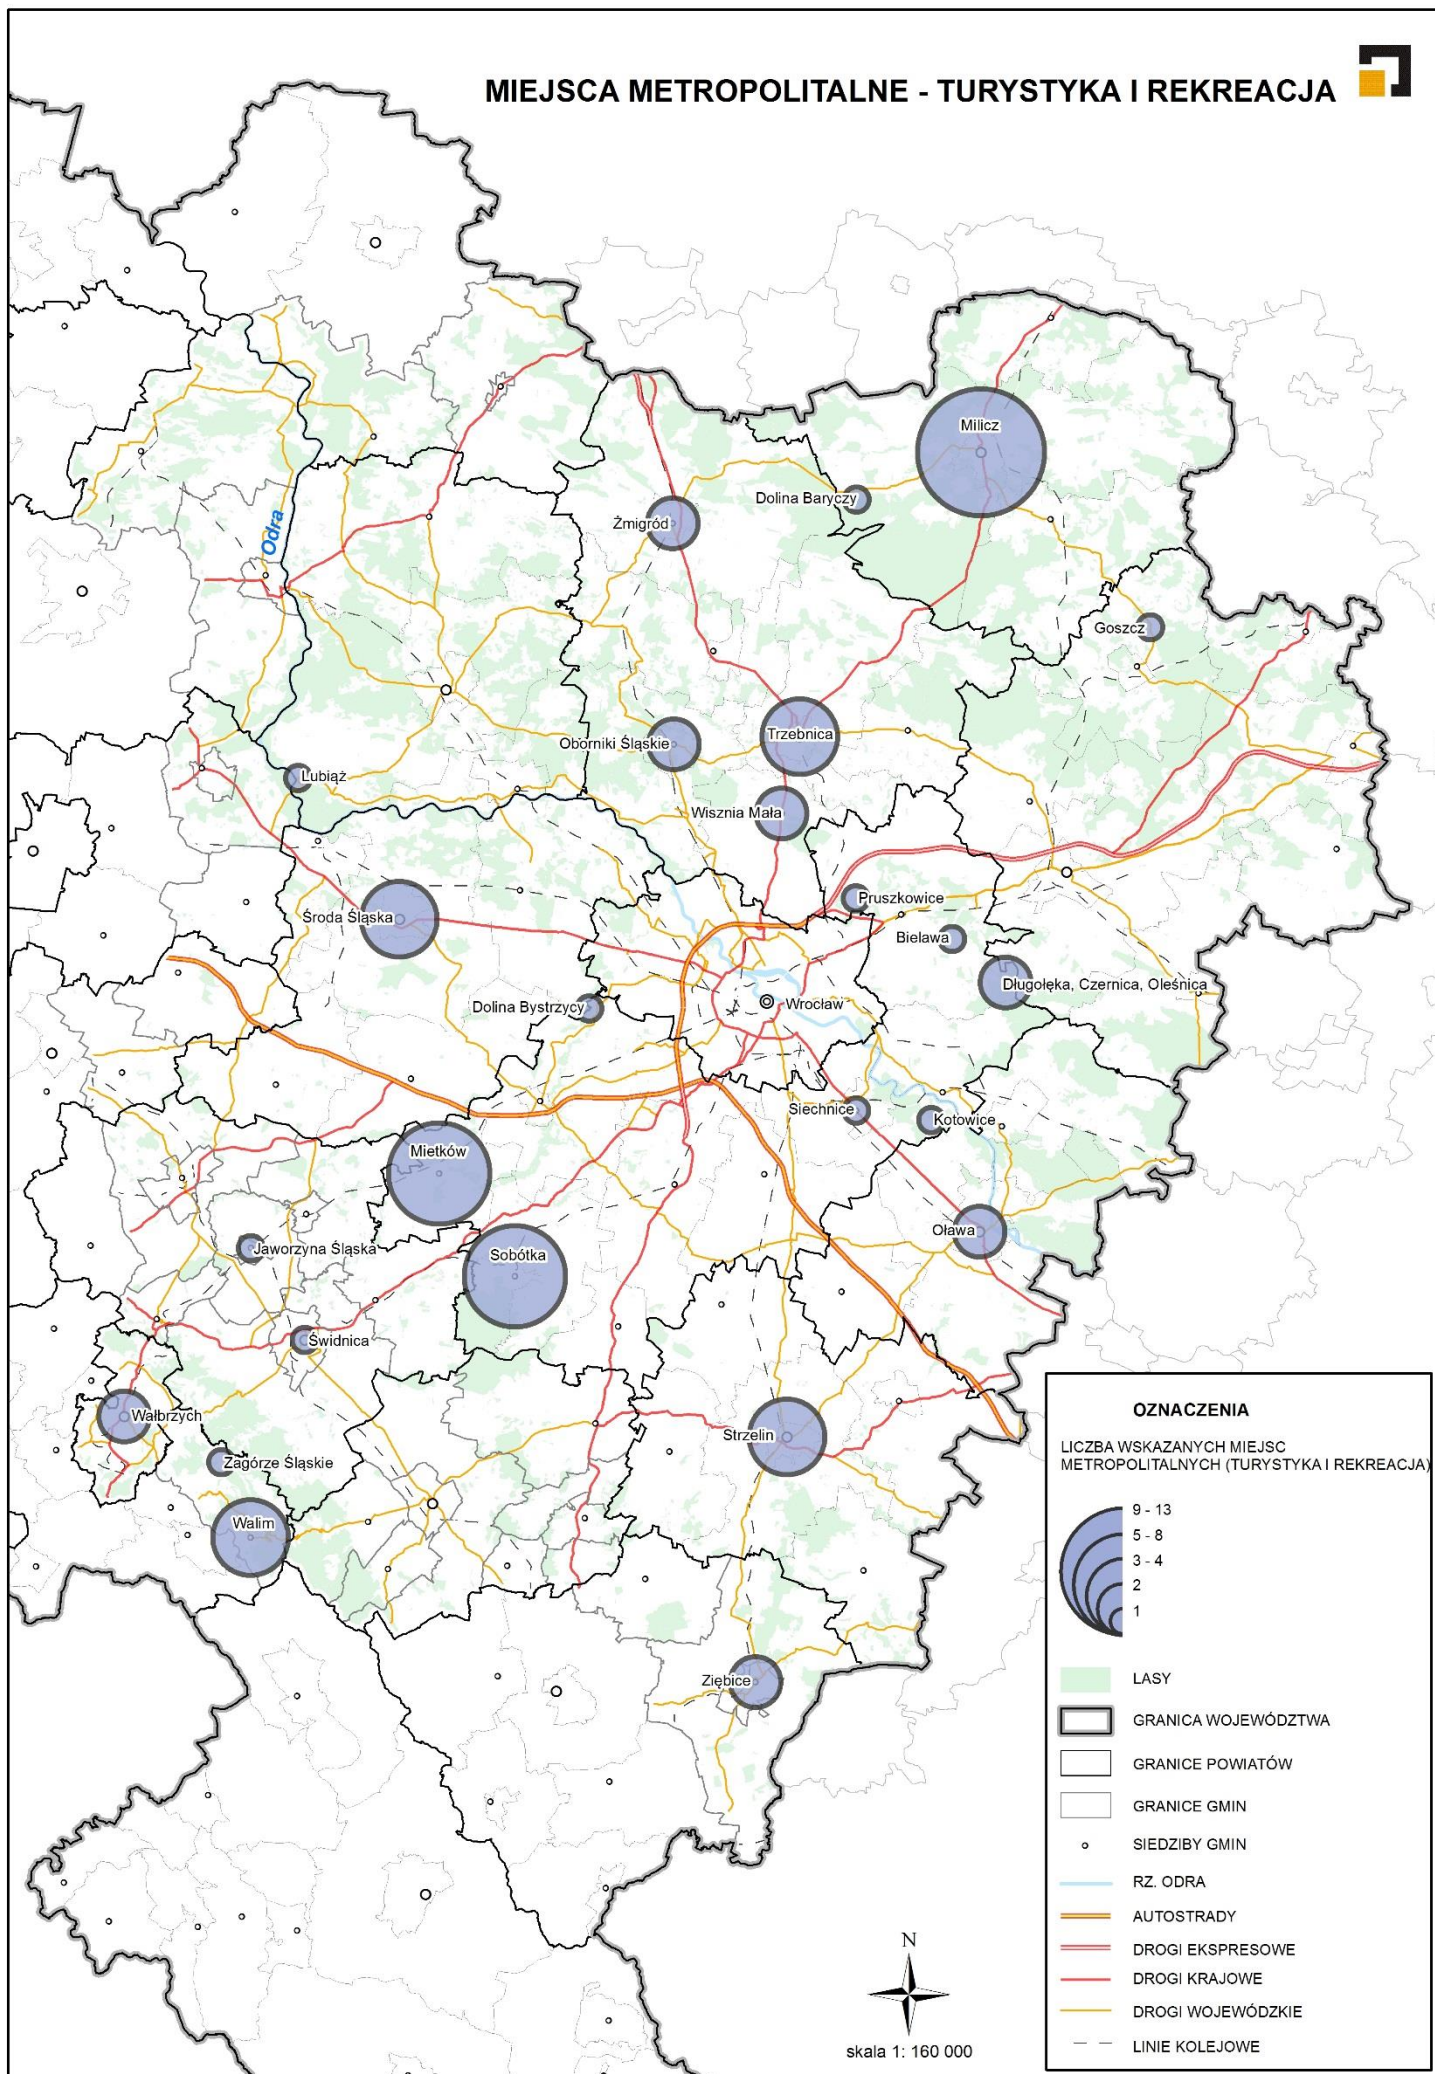 MIEJSCA METROPOLITALNE - TURYSTYKA I REKREACJA
Milicz
Dolina Baryczy
Żmigród
Odra
Goszcz
Trzebnica
Oborniki Śląskie
Lubiąż
Wisznia Mała
Pruszkowice
Środa Śląska
Bielawa
Długołęka, Czernica, Oleśnica
Dolina Bystrzycy
Wrocław
Siechnice
Kotowice
Mietków
Oława
Jaworzyna Śląska
Sobótka
Świdnica
Wałbrzych
Strzelin
Zagórze Śląskie
Walim
Ziębice
OZNACZENIA
LICZBA WSKAZANYCH MIEJSC
METROPOLITALNYCH (TURYSTYKA I REKREACJA)
9 - 13
5 - 8
3 - 4
2
1
LASY
GRANICA WOJEWÓDZTWA
GRANICE POWIATÓW
GRANICE GMIN
SIEDZIBY GMIN
RZ. ODRA
AUTOSTRADY
DROGI EKSPRESOWE
DROGI KRAJOWE
DROGI WOJEWÓDZKIE
LINIE KOLEJOWE
N
skala 1: 160 000